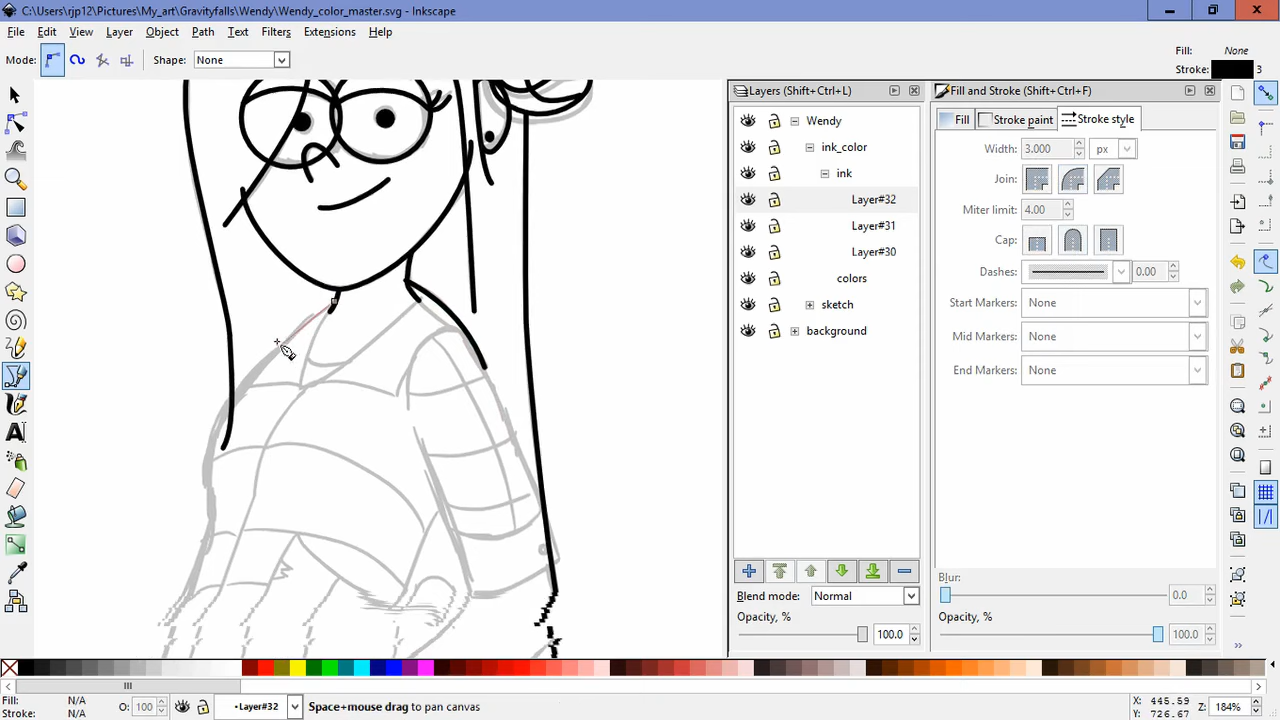 C:\Users\rjp12\Pictures\My_art\Gravityfalls\Wendy\Wendy_color_master.svg - Inkscape
File Edit View Layer Object Path Text Filters Extensions Help
Mode: Shape: None
Fill: None
Stroke: 3
Layers (Shift+Ctrl+L)
Wendy
ink_color
ink
Layer#32
Layer#31
Layer#30
colors
sketch
background
Blend mode: Normal
Opacity, %
100.0
Fill and Stroke (Shift+Ctrl+F)
Fill Stroke paint Stroke style
Width: 3.000 px
Join:
Miter limit: 4.00
Cap:
Dashes: 0.00
Start Markers: None
Mid Markers: None
End Markers: None
Blur:
0.0
Opacity, %
100.0
Fill: N/A
Stroke: N/A
O: 100
•Layer#32
Space+mouse drag to pan canvas
X: 445.59
Y: 726.67
Z: 184%